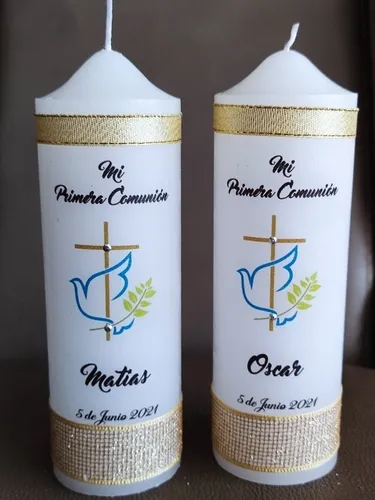 Mi
Primera Comunión
Matias
5 de Junio 2021
Mi
Primera Comunión
Oscar
5 de Junio 2021